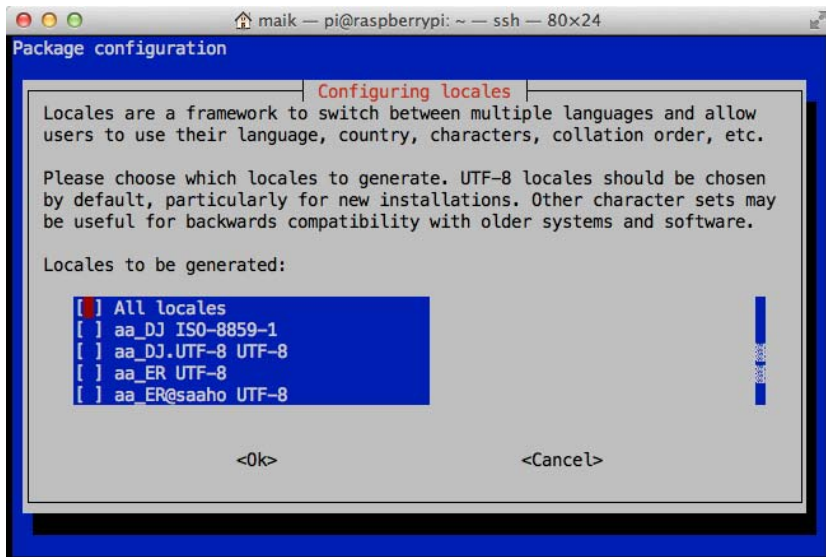 maik — pi@raspberrypi: ~ — ssh — 80×24
Package configuration
Configuring locales
Locales are a framework to switch between multiple languages and allow
users to use their language, country, characters, collation order, etc.
Please choose which locales to generate. UTF-8 locales should be chosen
by default, particularly for new installations. Other character sets may
be useful for backwards compatibility with older systems and software.
Locales to be generated:
[ ] All locales
[ ] aa_DJ ISO-8859-1
[ ] aa_DJ.UTF-8 UTF-8
[ ] aa_ER UTF-8
[ ] aa_ER@saaho UTF-8
<Ok> <Cancel>